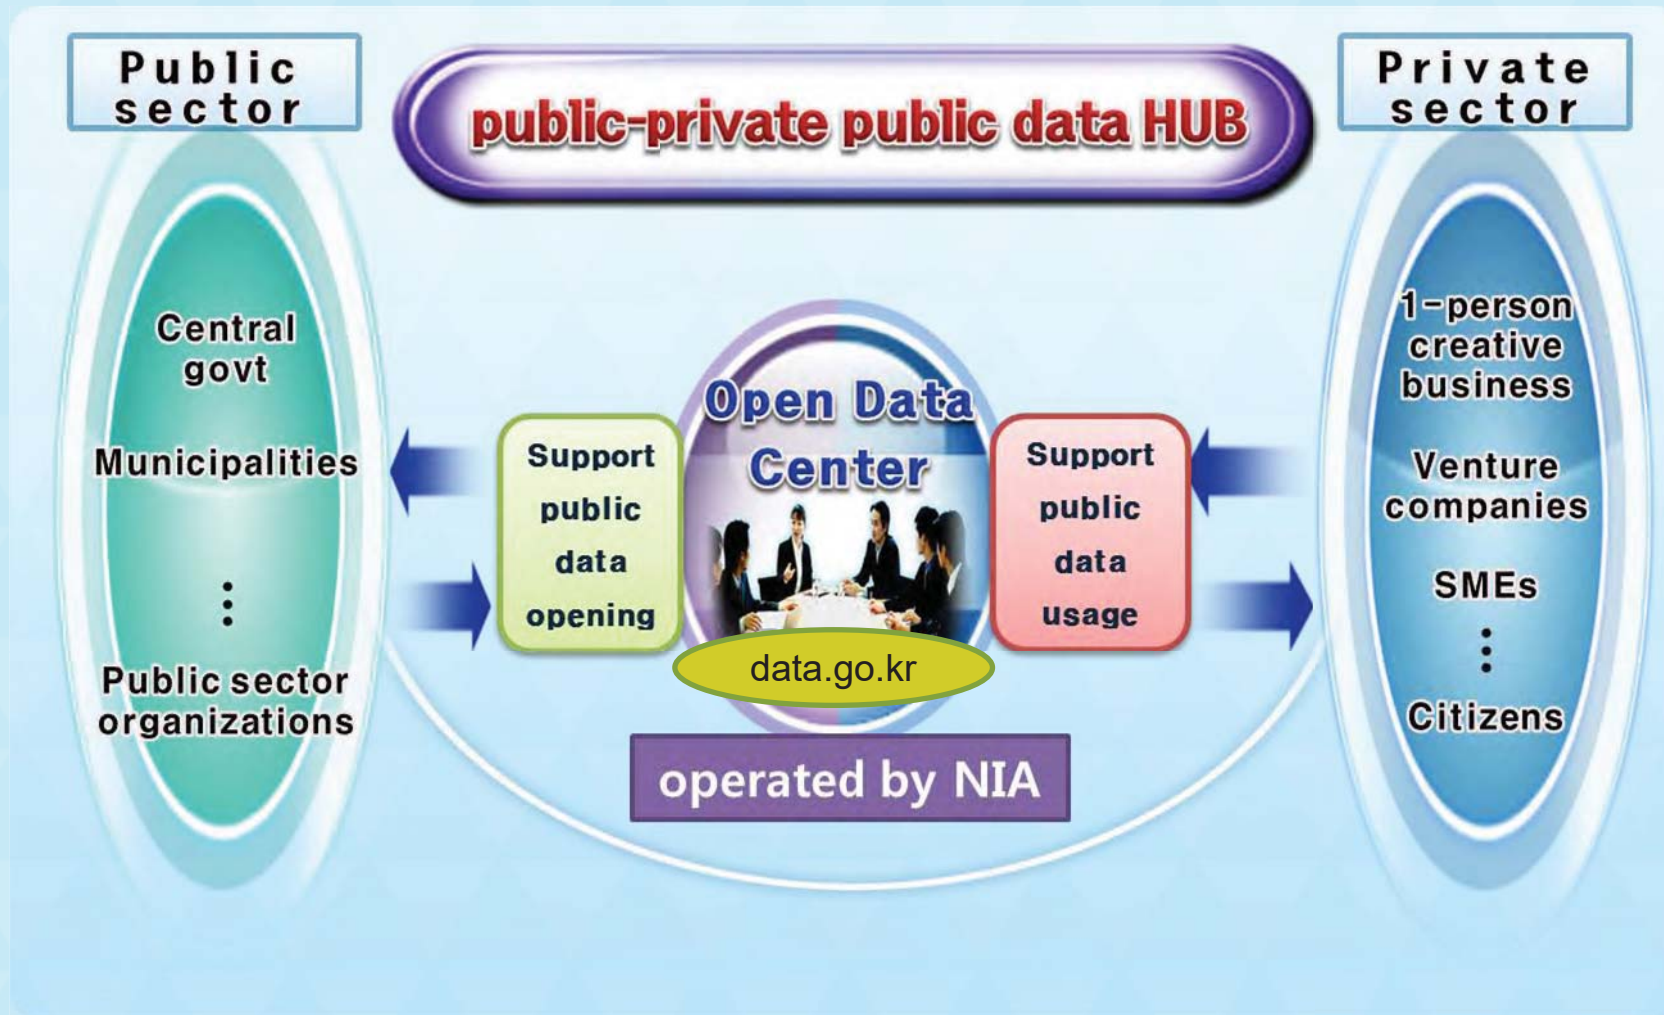 Public
sector
public-private public data HUB
Private
sector
Central
govt
Municipalities
⋮
Public sector
organizations
Support
public
data
opening
Open Data
Center
data.go.kr
operated by NIA
Support
public
data
usage
1-person
creative
business
Venture
companies
SMEs
⋮
Citizens